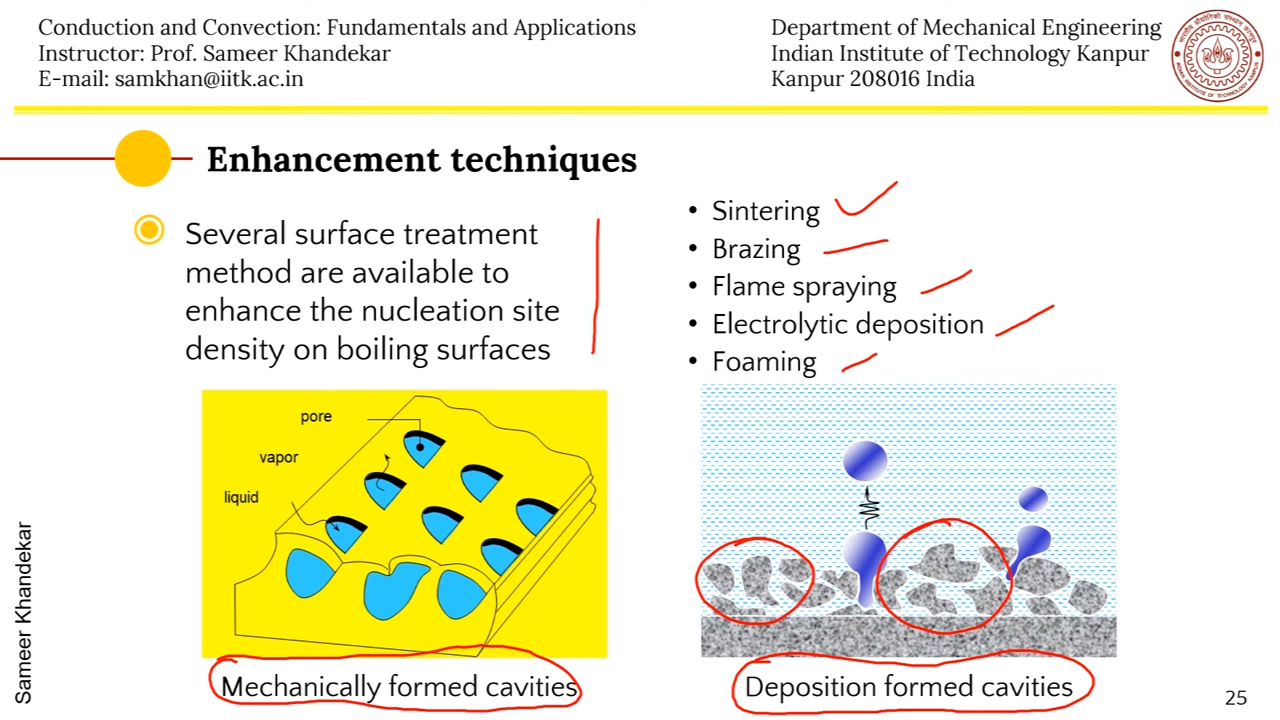 Conduction and Convection: Fundamentals and Applications
Instructor: Prof. Sameer Khandekar
E-mail: samkhan@iitk.ac.in
Department of Mechanical Engineering
Indian Institute of Technology Kanpur
Kanpur 208016 India
Enhancement techniques
Several surface treatment
method are available to
enhance the nucleation site
density on boiling surfaces
• Sintering
• Brazing
• Flame spraying
• Electrolytic deposition
• Foaming
pore
vapor
liquid
Mechanically formed cavities
Deposition formed cavities
Sameer Khandekar
25